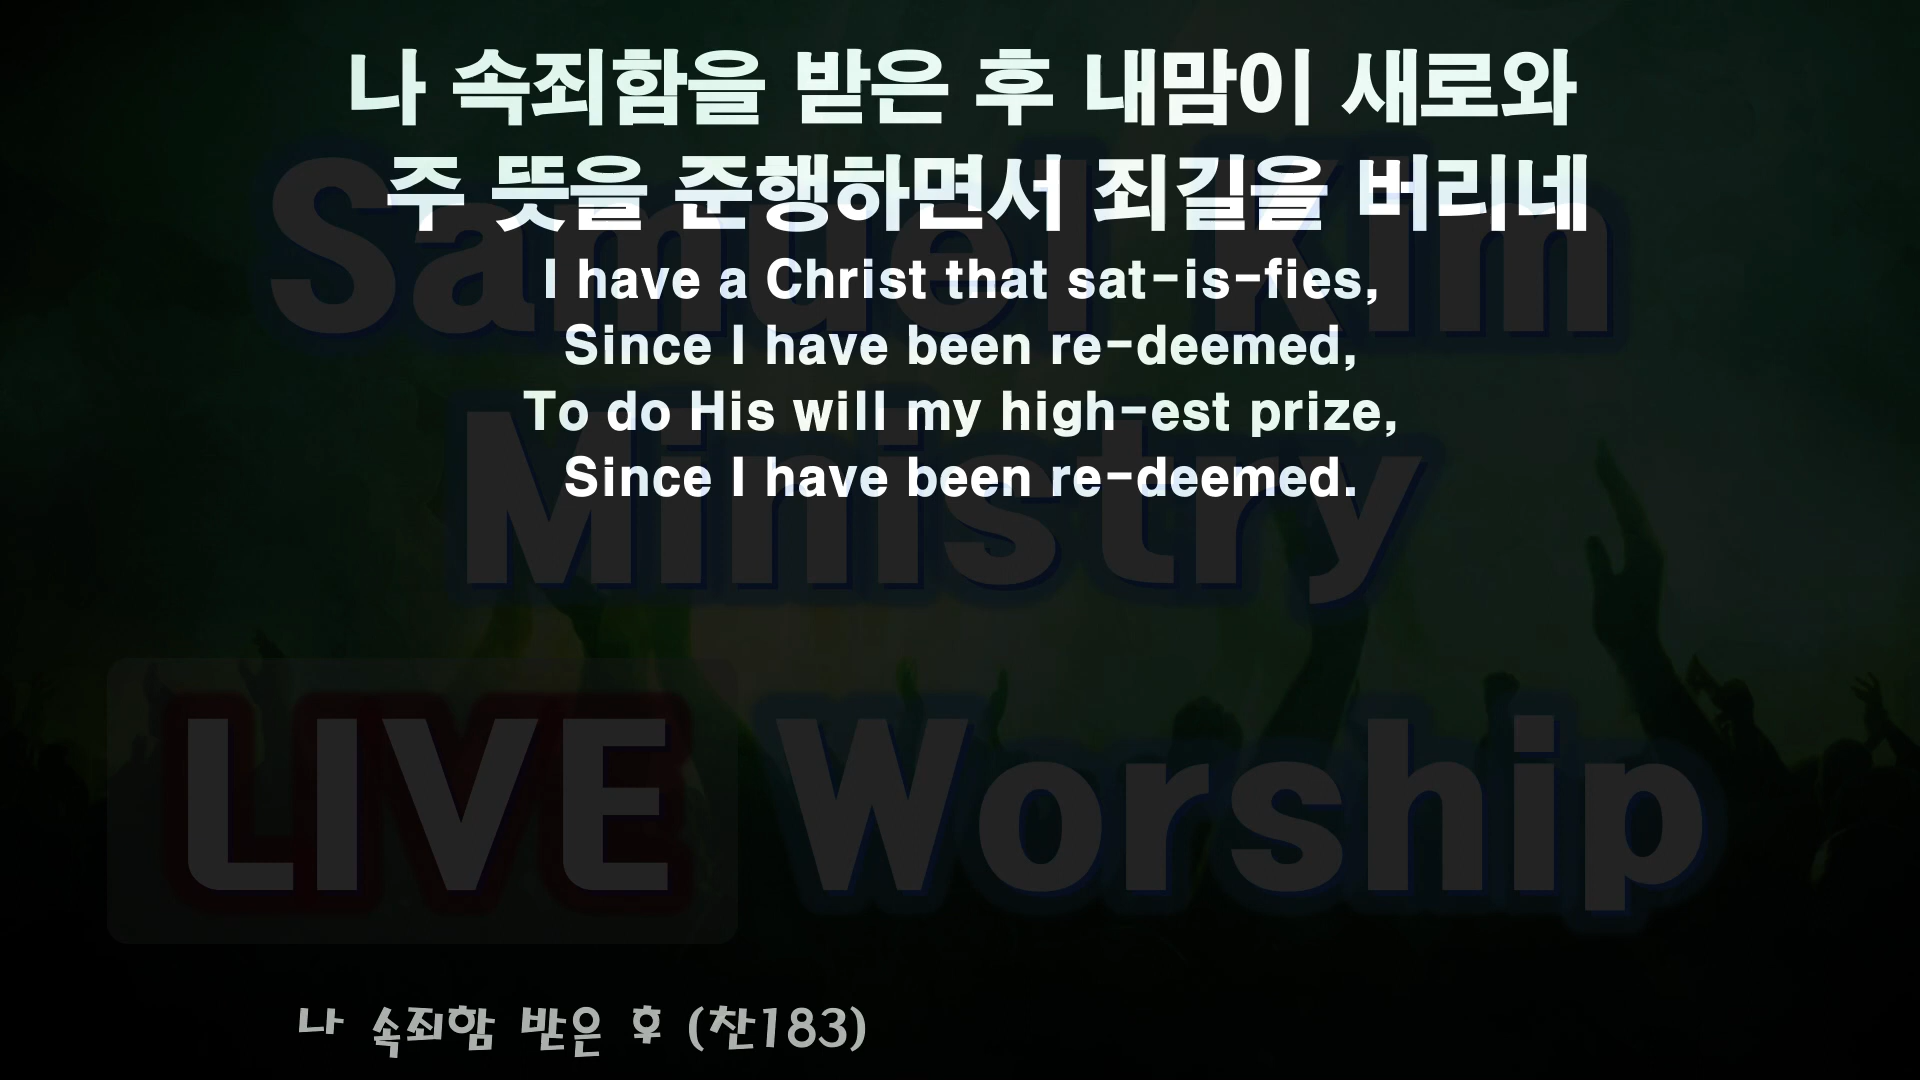 나 속죄함을 받은 후 내맘이 새로와
주 뜻을 준행하면서 죄길을 버리네
I have a Christ that sat-is-fies,
Since I have been re-deemed,
To do His will my high-est prize,
Since I have been re-deemed.
Samuel Kim
Ministry
LIVE Worship
나 속죄함 받은 후 (찬183)